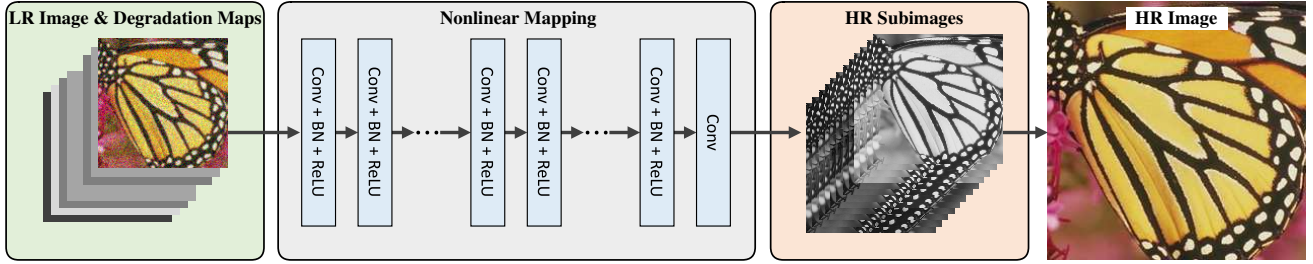 LR Image & Degradation Maps
Nonlinear Mapping
HR Subimages
HR Image
Conv + BN + ReLU
Conv + BN + ReLU
Conv + BN + ReLU
Conv + BN + ReLU
Conv + BN + ReLU
Conv